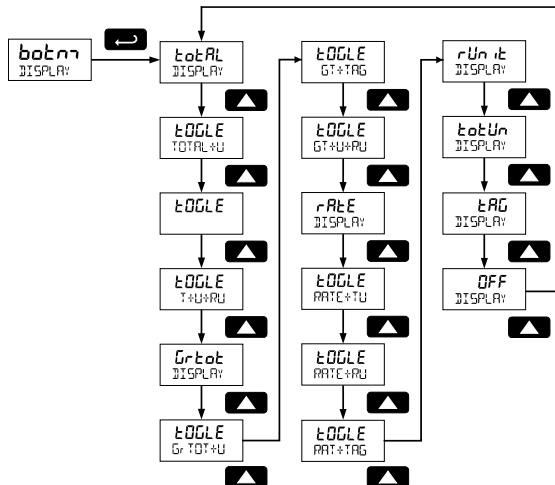 botm
DISPLAY
totAL
DISPLAY
tOGLE
TOTAL÷U
tOGLE
tOGLE
T÷U÷RU
Grtot
DISPLAY
tOGLE
Gr TOT÷U
tOGLE
GT÷TAG
tOGLE
GT÷U÷RU
rAtE
DISPLAY
tOGLE
RATE÷TU
tOGLE
RATE÷RU
tOGLE
RAT÷TAG
rUnit
DISPLAY
totUn
DISPLAY
tAG
DISPLAY
OFF
DISPLAY